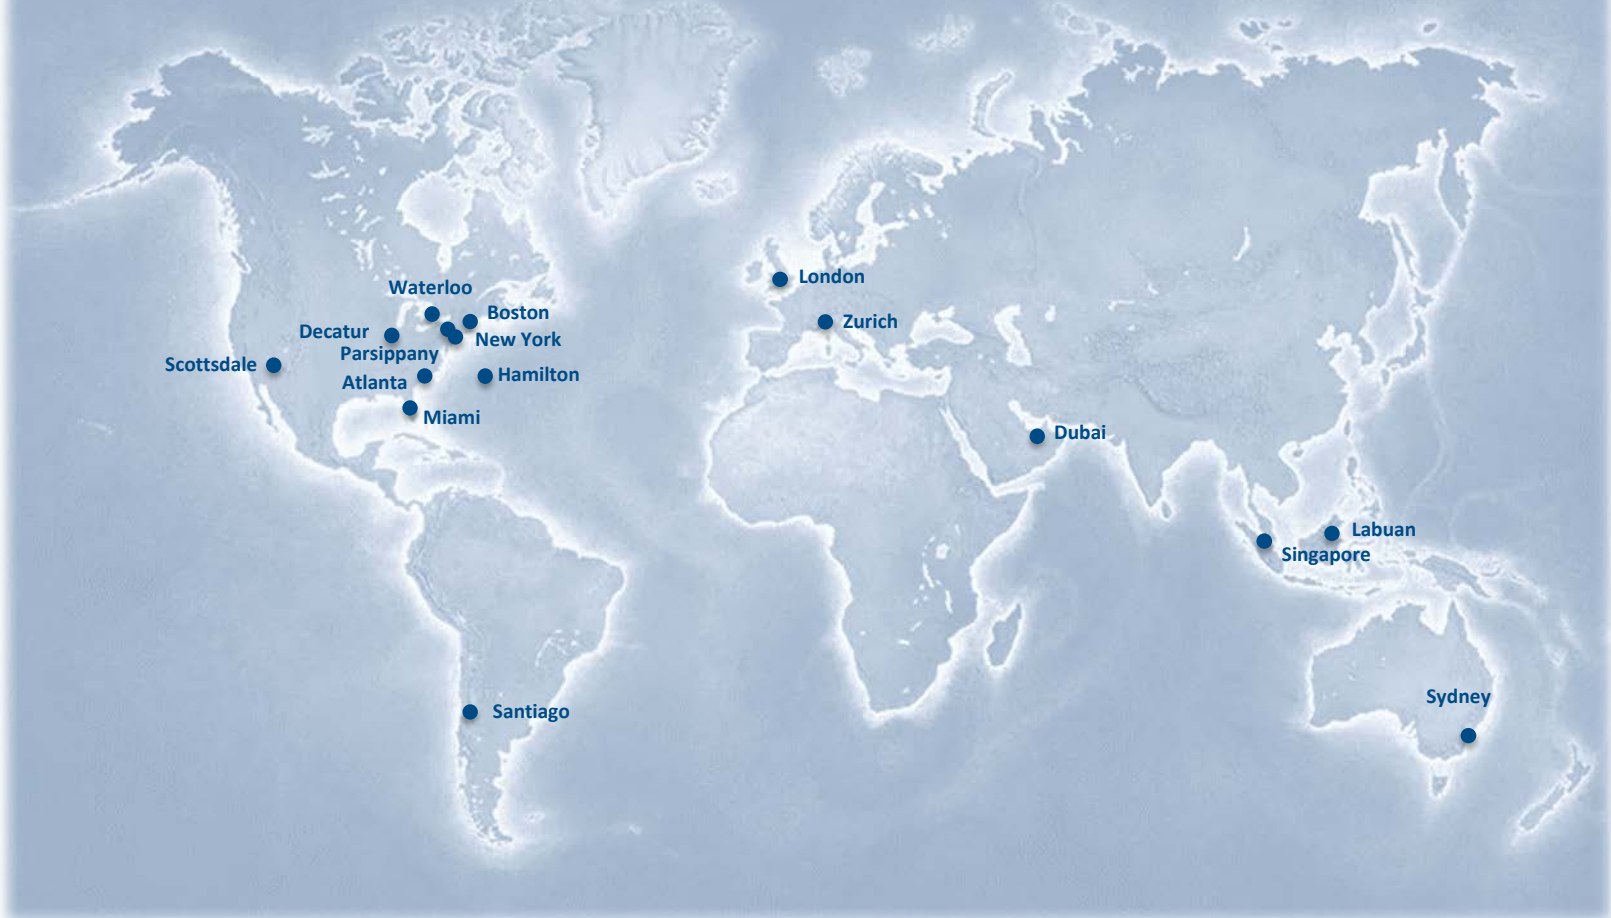 London
Waterloo
Boston
Zurich
Decatur
New York
Parsippany
Scottsdale
Hamilton
Atlanta
Miami
Dubai
Labuan
Singapore
Sydney
Santiago